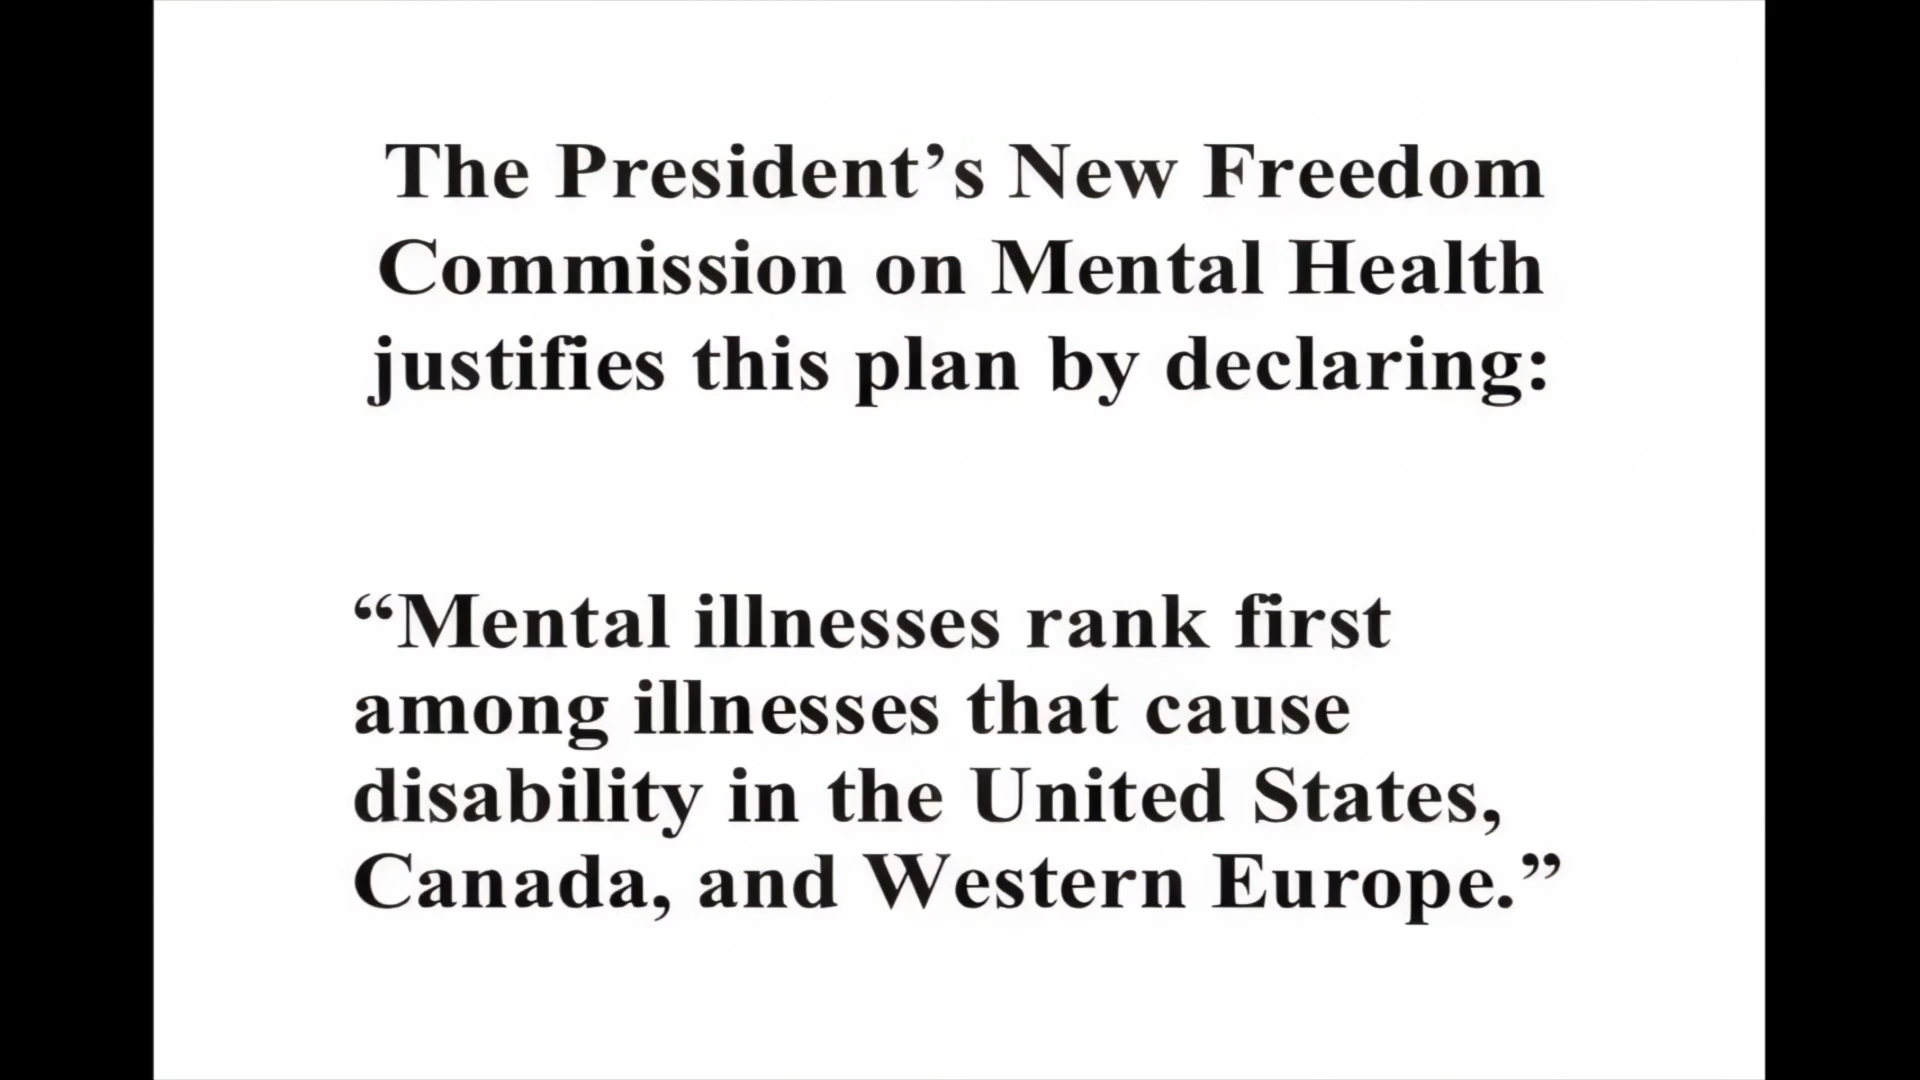 The President’s New Freedom
Commission on Mental Health
justifies this plan by declaring:
“Mental illnesses rank first
among illnesses that cause
disability in the United States,
Canada, and Western Europe.”